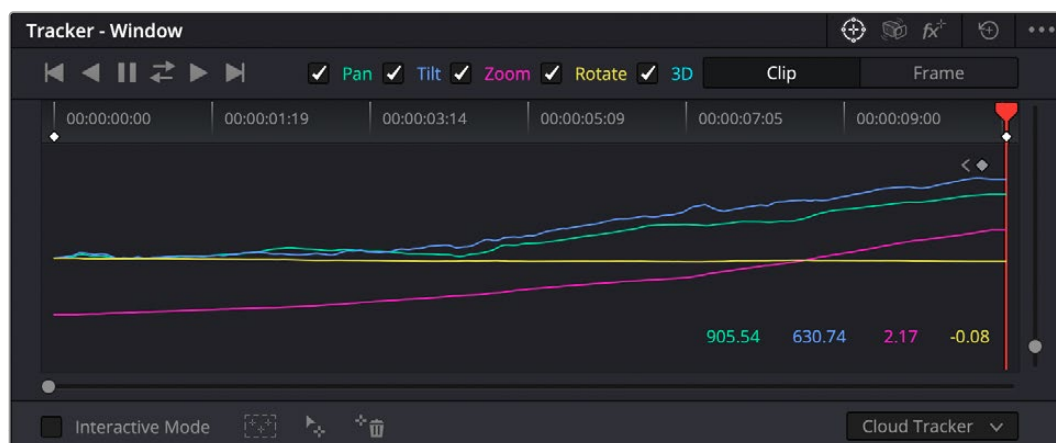 Tracker - Window
Pan Tilt Zoom Rotate 3D Clip Frame
00:00:00:00 00:00:01:19 00:00:03:14 00:00:05:09 00:00:07:05 00:00:09:00
905.54 630.74 2.17 -0.08
Interactive Mode Cloud Tracker